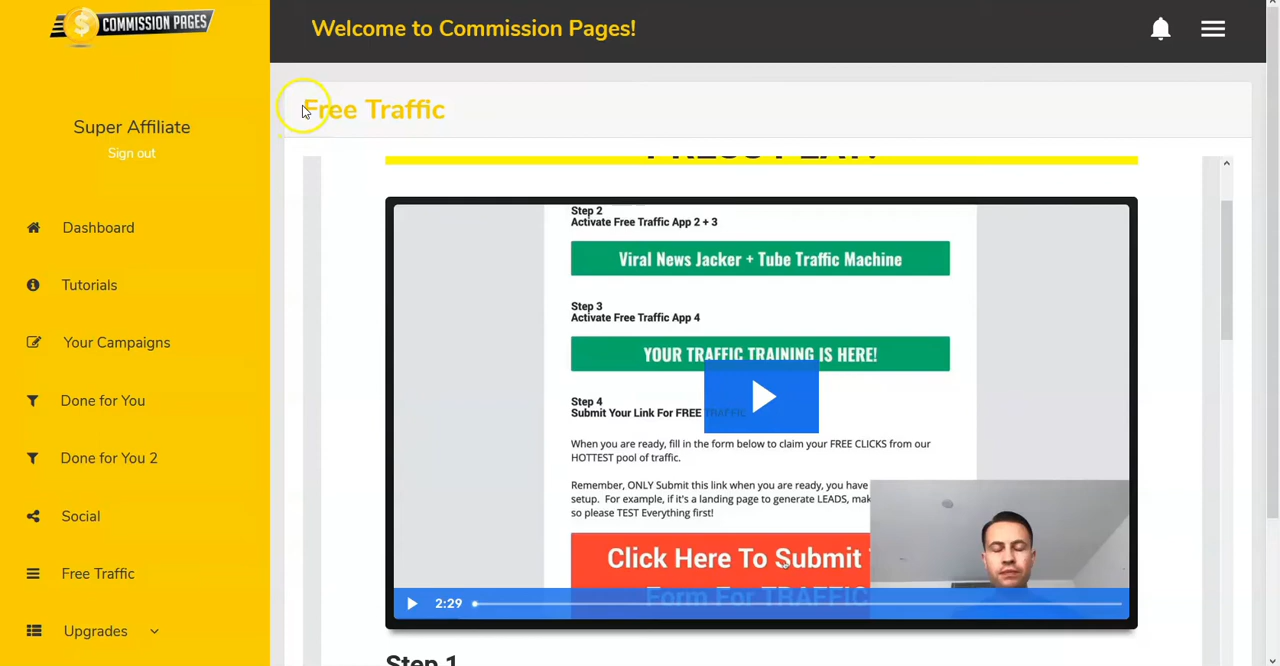 COMMISSION PAGES
Welcome to Commission Pages!
Super Affiliate
Sign out
Dashboard
Tutorials
Your Campaigns
Done for You
Done for You 2
Social
Free Traffic
Upgrades
Free Traffic
Step 2
Activate Free Traffic App 2 + 3
Viral News Jacker + Tube Traffic Machine
Step 3
Activate Free Traffic App 4
YOUR TRAFFIC TRAINING IS HERE!
Step 4
Submit Your Link For FREE TRAFFIC
When you are ready, fill in the form below to claim your FREE CLICKS from our
HOTTEST pool of traffic.
Remember, ONLY Submit this link when you are ready, you have
setup. For example, if it's a landing page to generate LEADS,
so please TEST Everything first!
Click Here To Submit
Form For TRAFFIC
2:29
Step 1